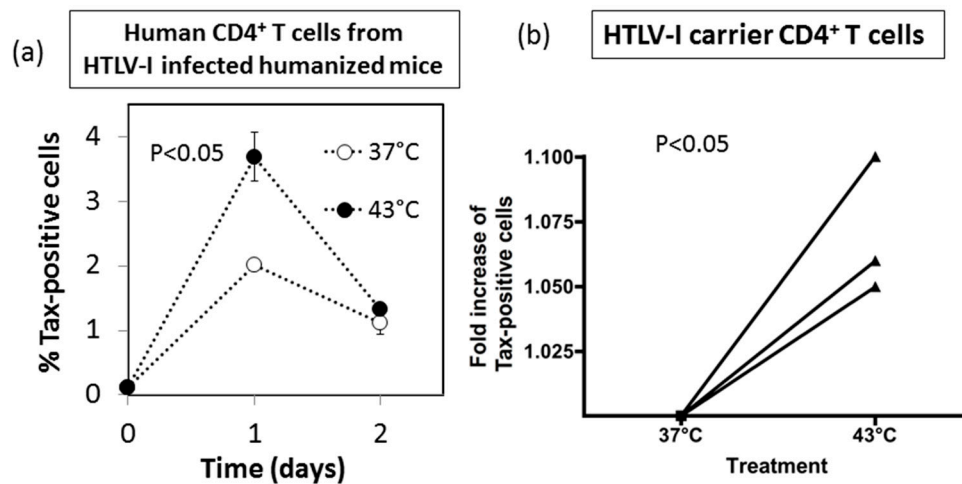 (a)
Human CD4⁺ T cells from
HTLV-I infected humanized mice
% Tax-positive cells
4
3
2
1
0
P<0.05
37°C
43°C
0 1 2
Time (days)
(b)
HTLV-I carrier CD4⁺ T cells
P<0.05
Fold increase of
Tax-positive cells
1.100
1.075
1.050
1.025
37°C 43°C
Treatment